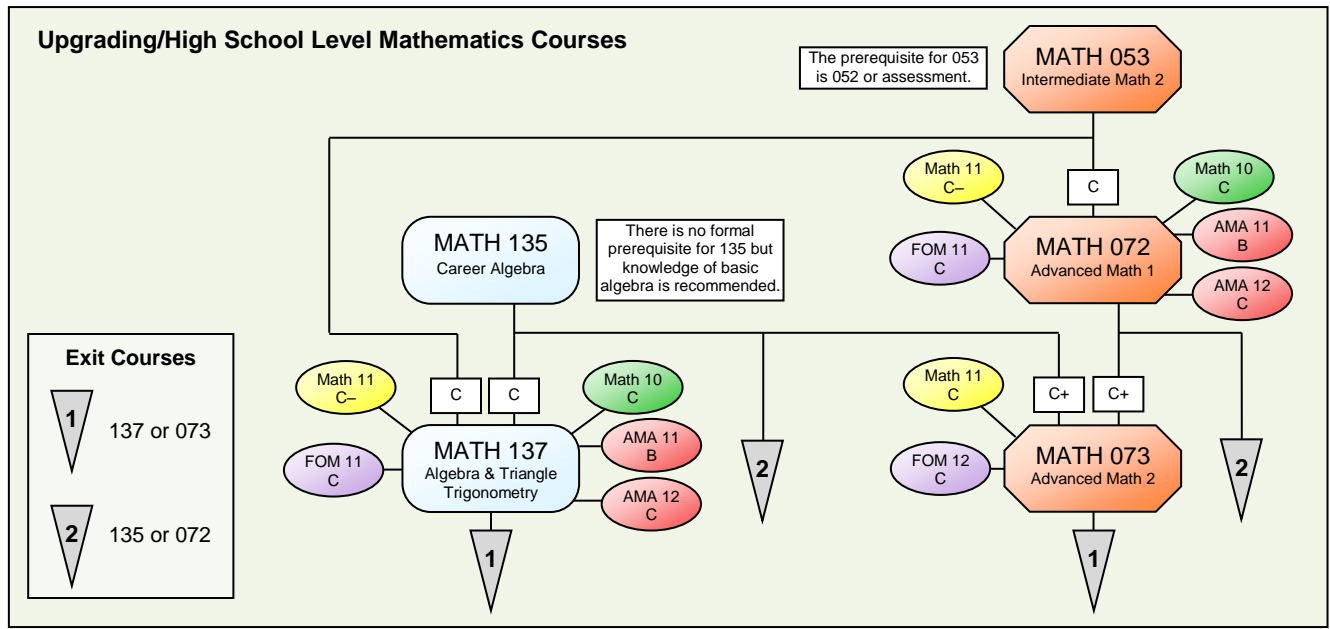 Upgrading/High School Level Mathematics Courses
The prerequisite for 053
is 052 or assessment.
MATH 053
Intermediate Math 2
C
Math 11
C–
Math 10
C
FOM 11
C
MATH 072
Advanced Math 1
AMA 11
B
AMA 12
C
MATH 135
Career Algebra
There is no formal
prerequisite for 135 but
knowledge of basic
algebra is recommended.
Exit Courses
1
137 or 073
2
135 or 072
Math 11
C–
C
C
Math 10
C
FOM 11
C
MATH 137
Algebra & Triangle
Trigonometry
AMA 11
B
AMA 12
C
1
2
Math 11
C
C+
C+
FOM 12
C
MATH 073
Advanced Math 2
1
2